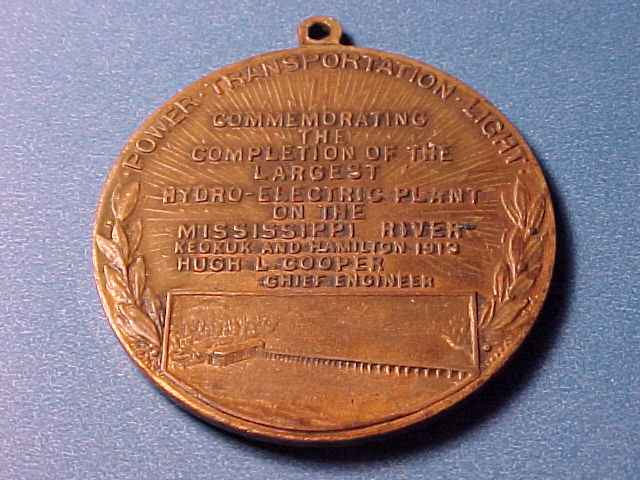 POWER · TRANSPORTATION · LIGHT ·
COMMEMORATING
THE
COMPLETION OF THE
LARGEST
HYDRO-ELECTRIC PLANT
ON THE
MISSISSIPPI RIVER
KEOKUK AND HAMILTON 1913
HUGH L. COOPER
CHIEF ENGINEER